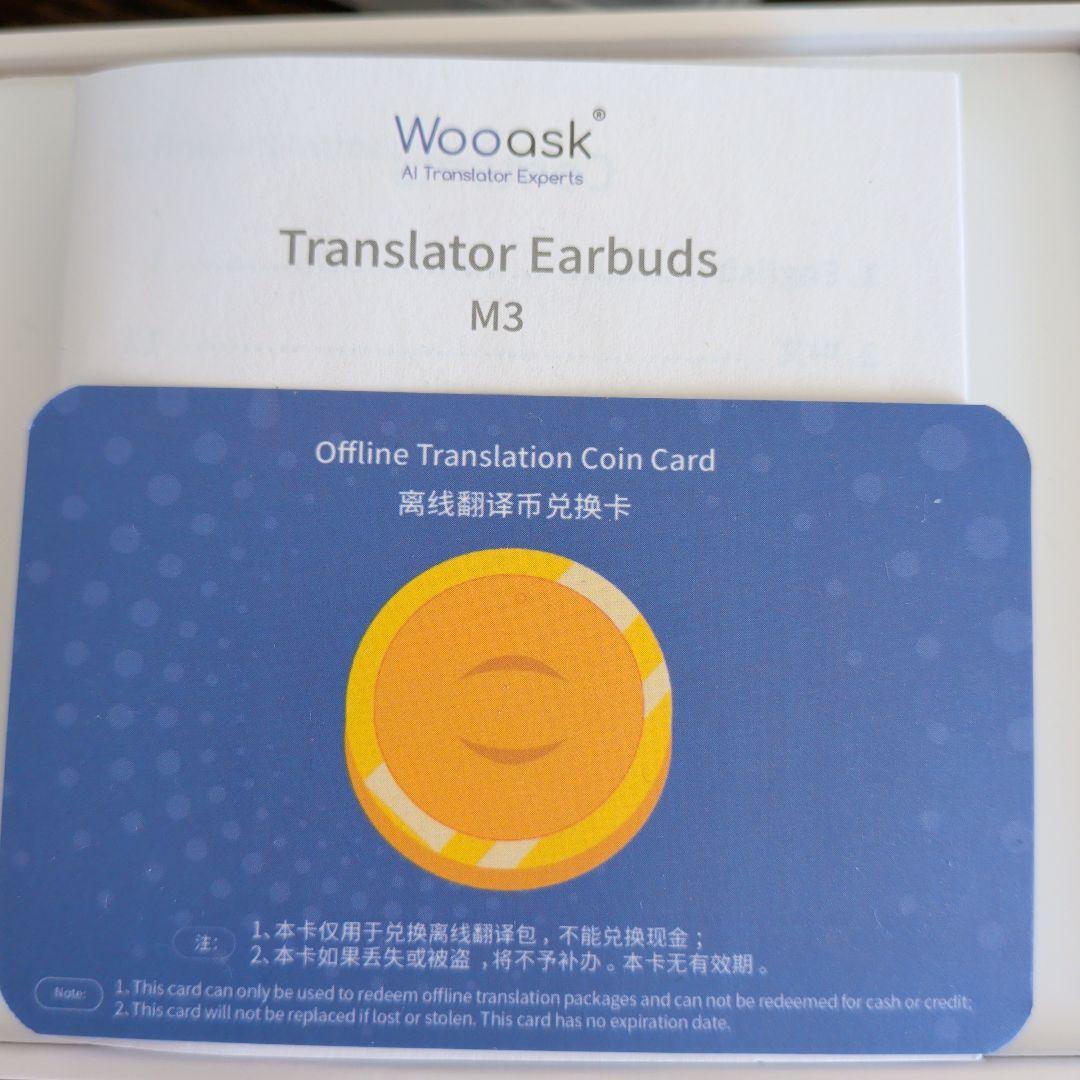 Wooask®
AI Translator Experts
Translator Earbuds
M3
Offline Translation Coin Card
离线翻译币兑换卡
注:
1、本卡仅用于兑换离线翻译包，不能兑换现金；
2、本卡如果丢失或被盗，将不予补办。本卡无有效期。
Note:
1. This card can only be used to redeem offline translation packages and can not be redeemed for cash or credit;
2. This card will not be replaced if lost or stolen. This card has no expiration date.